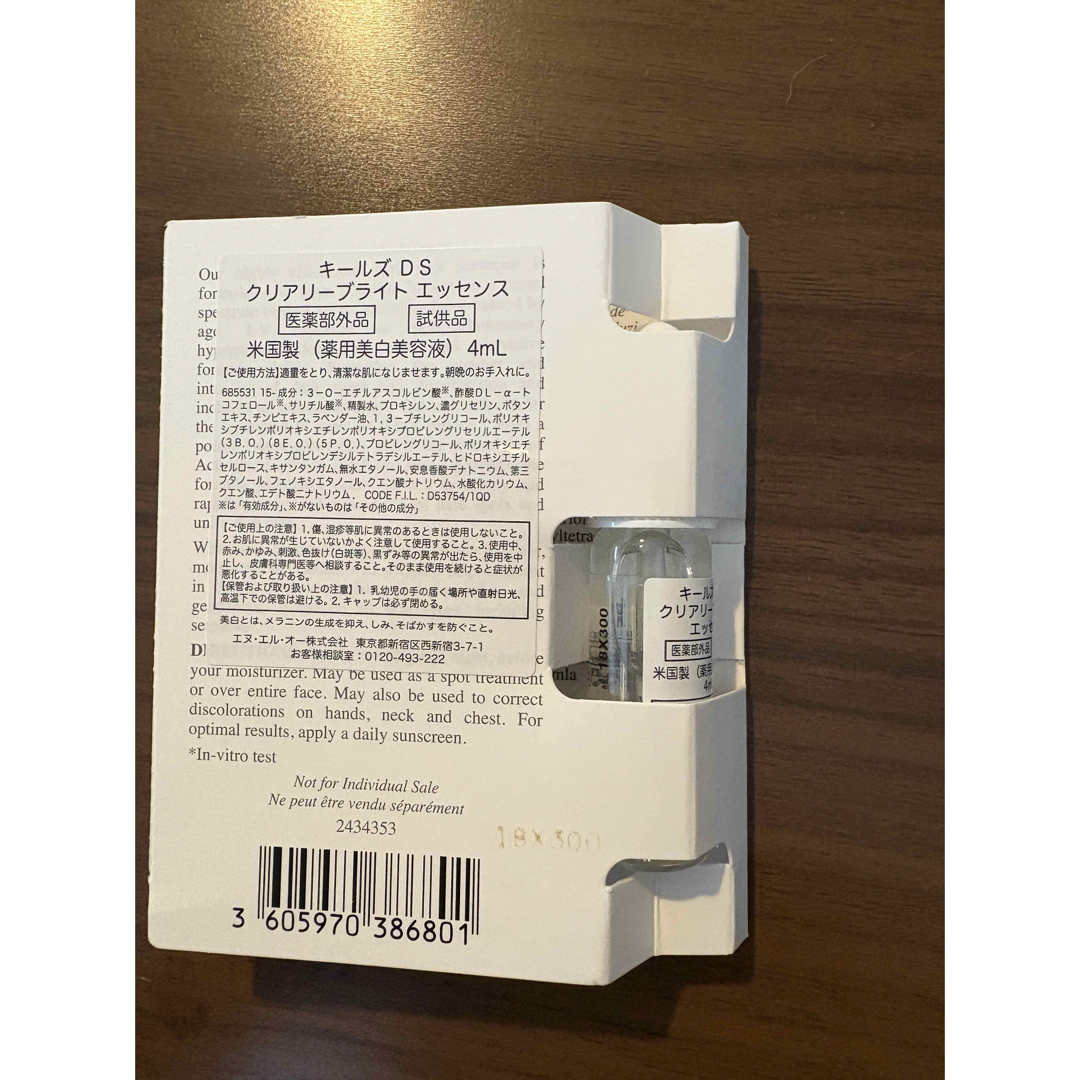 キールズ DS
クリアリーブライト エッセンス
医薬部外品 試供品
米国製（薬用美白美容液）4mL
【ご使用方法】適量をとり、清潔な肌になじませます。朝晩のお手入れに。
685531 15-成分：3-O-エチルアスコルビン酸※、酢酸DL-α-ト
コフェロール※、サリチル酸※、精製水、プロキシレン、濃グリセリン、ボタン
エキス、チンピエキス、ラベンダー油、1，3-ブチレングリコール、ポリオキ
シブチレンポリオキシエチレンポリオキシプロピレングリセリルエーテル
（3B.O.）（8E.O.）（5P.O.）、プロピレングリコール、ポリオキシエチ
レンポリオキシプロピレンデシルテトラデシルエーテル、ヒドロキシエチル
セルロース、キサンタンガム、無水エタノール、安息香酸デナトニウム、第三
ブタノール、フェノキシエタノール、クエン酸ナトリウム、水酸化カリウム、
クエン酸、エデト酸ニナトリウム． CODE F.I.L.：D53754/1QD
※は「有効成分」、※がないものは「その他の成分」
【ご使用上の注意】1. 傷、湿疹等肌に異常のあるときは使用しないこと。
2. お肌に異常が生じていないかよく注意して使用すること。3. 使用中、
赤み、かゆみ、刺激、色抜け（白斑等）、黒ずみ等の異常が出たら、使用を中
止し、皮膚科専門医等へ相談すること。そのまま使用を続けると症状が
悪化することがある。
【保管および取り扱い上の注意】1. 乳幼児の手の届く場所や直射日光、
高温下での保管は避ける。2. キャップは必ず閉める。
美白とは、メラニンの生成を抑え、しみ、そばかすを防ぐこと。
エヌ・エル・オー株式会社 東京都新宿区西新宿3-7-1
お客様相談室：0120-493-222
your moisturizer. May be used as a spot treatment
or over entire face. May also be used to correct
discolorations on hands, neck and chest. For
optimal results, apply a daily sunscreen.
*In-vitro test
Not for Individual Sale
Ne peut être vendu séparément
2434353
18X300
3 605970 386801
18X300
キールズ
クリアリーブ
エッセ
医薬部外品
米国製（薬用